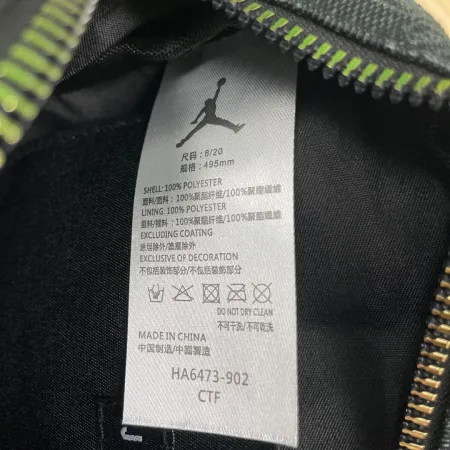 尺码：8/20
規格：495mm
SHELL: 100% POLYESTER
面料/面料：100%聚酯纤维/100%聚酯纖維
LINING: 100% POLYESTER
里料/裡料：100%聚酯纤维/100%聚酯纖維
EXCLUDING COATING
涂层除外/塗層除外
EXCLUSIVE OF DECORATION
不包括装饰部分/不包括裝飾部分
DO NOT DRY CLEAN
不可干洗/不可乾洗
MADE IN CHINA
中国制造/中國製造
HA6473-902
CTF